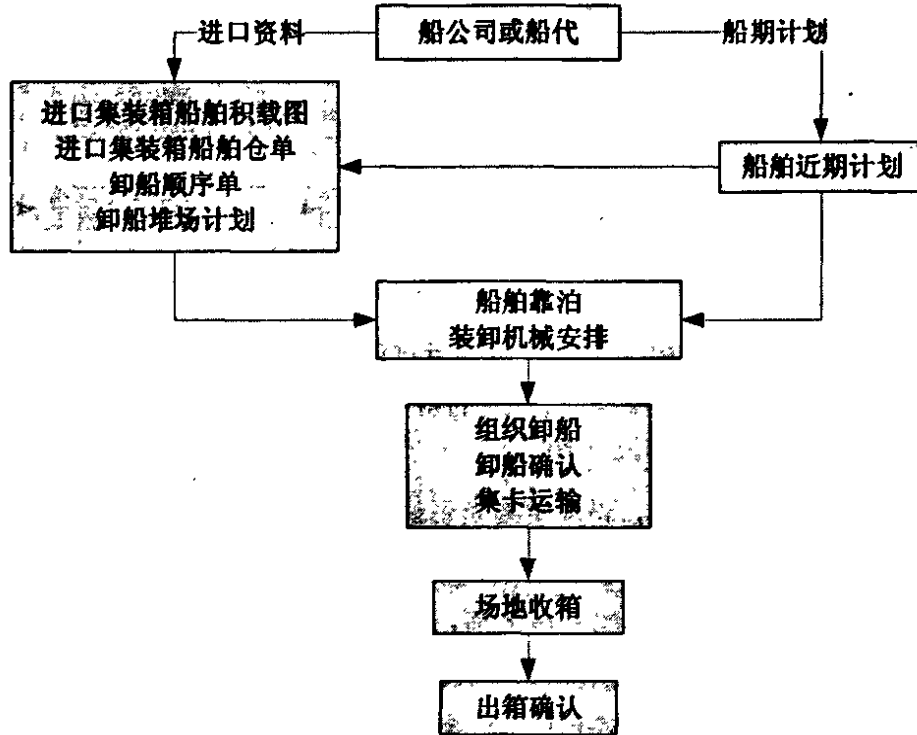 进口资料
船公司或船代
船期计划
进口集装箱船舶积载图
进口集装箱船舶仓单
卸船顺序单
卸船堆场计划
船舶近期计划
船舶靠泊
装卸机械安排
组织卸船
卸船确认
集卡运输
场地收箱
出箱确认